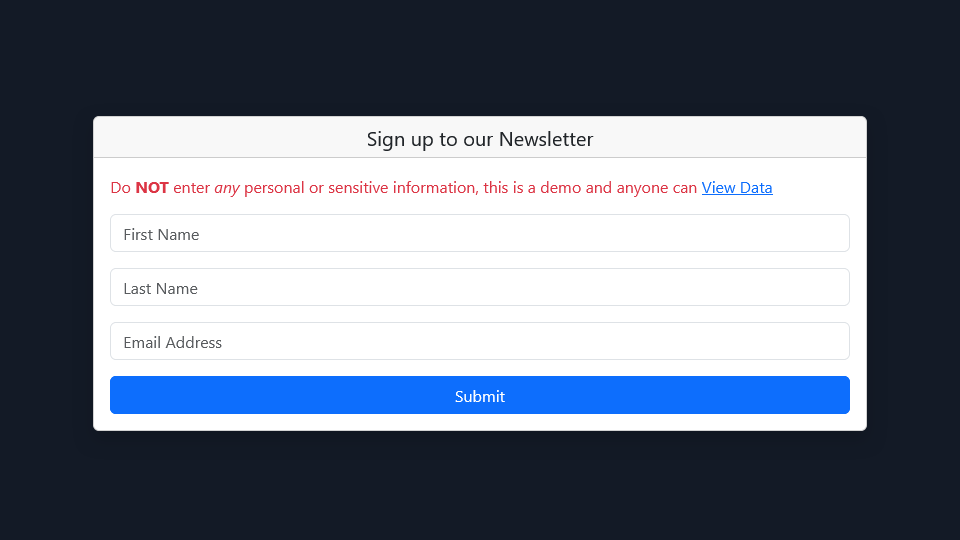 Sign up to our Newsletter
Do NOT enter any personal or sensitive information, this is a demo and anyone can View Data
First Name
Last Name
Email Address
Submit